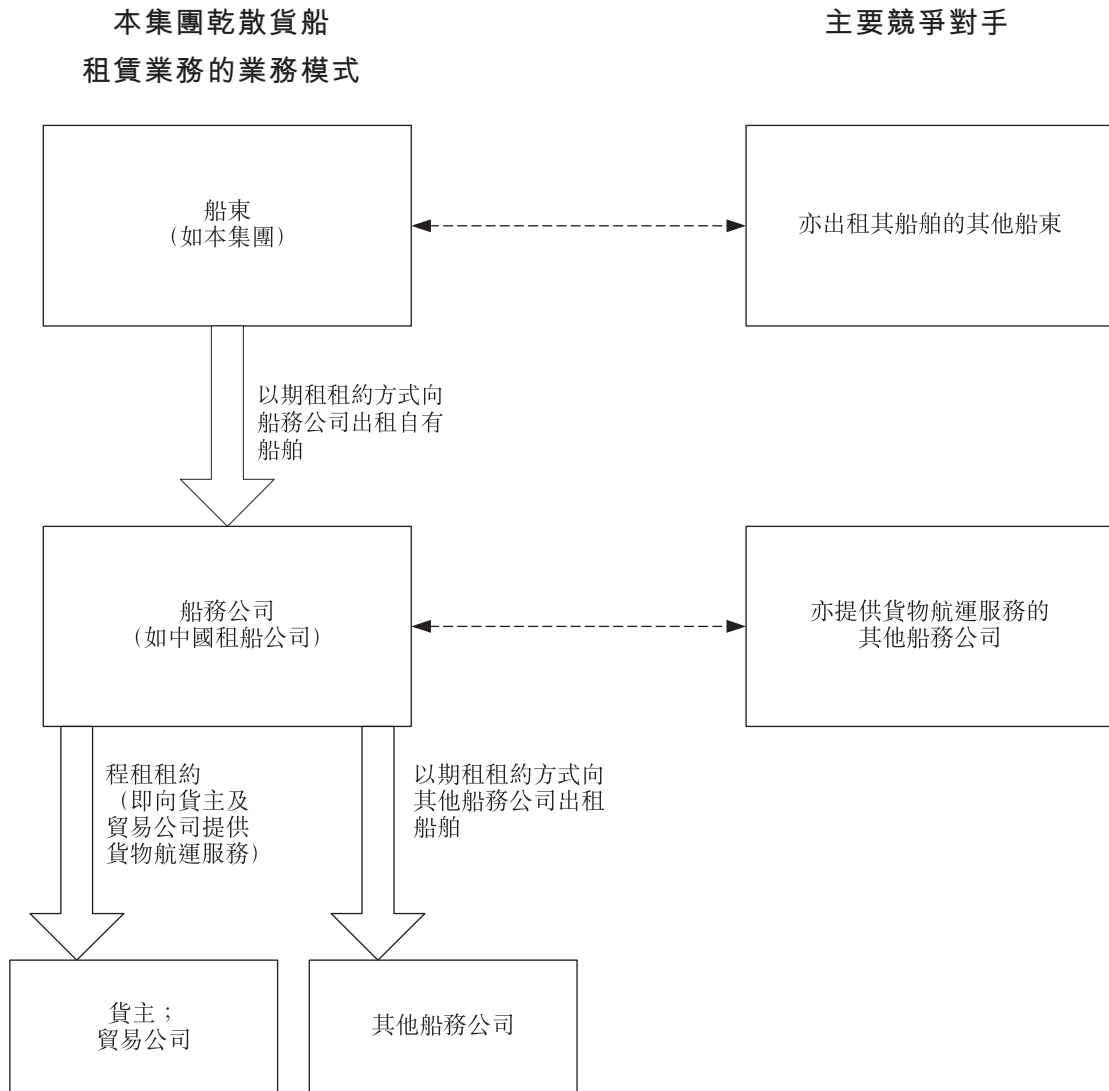 本集團乾散貨船
租賃業務的業務模式
主要競爭對手
船東
（如本集團）
亦出租其船舶的其他船東
以期租租約方式向
船務公司出租自有
船舶
船務公司
（如中國租船公司）
亦提供貨物航運服務的
其他船務公司
程租租約
（即向貨主及
貿易公司提供
貨物航運服務）
以期租租約方式向
其他船務公司出租
船舶
貨主；
貿易公司
其他船務公司